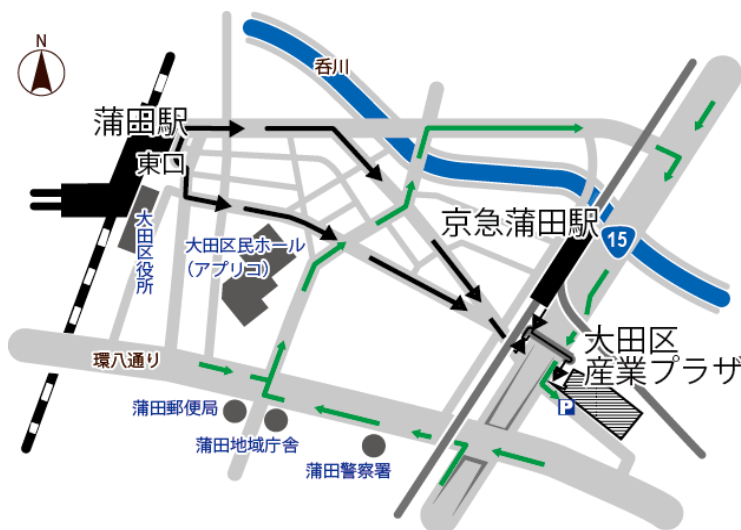 N
呑川
蒲田駅
東口
大田区役所
大田区民ホール
(アプリコ)
京急蒲田駅
15
大田区
産業プラザ
P
環八通り
蒲田郵便局
蒲田地域庁舎
蒲田警察署